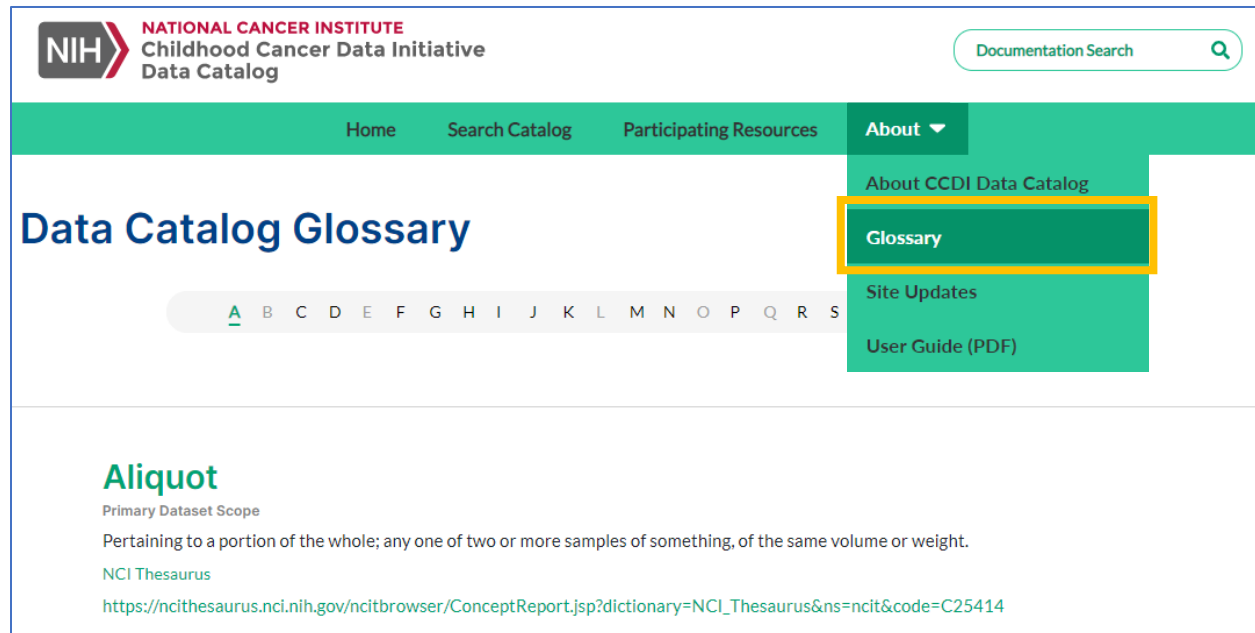 NIH
NATIONAL CANCER INSTITUTE
Childhood Cancer Data Initiative
Data Catalog
Documentation Search
Home Search Catalog Participating Resources About
About CCDI Data Catalog
Glossary
Site Updates
User Guide (PDF)
Data Catalog Glossary
A B C D E F G H I J K L M N O P Q R S
Aliquot
Primary Dataset Scope
Pertaining to a portion of the whole; any one of two or more samples of something, of the same volume or weight.
NCI Thesaurus
https://ncithesaurus.nci.nih.gov/ncitbrowser/ConceptReport.jsp?dictionary=NCI_Thesaurus&ns=ncit&code=C25414